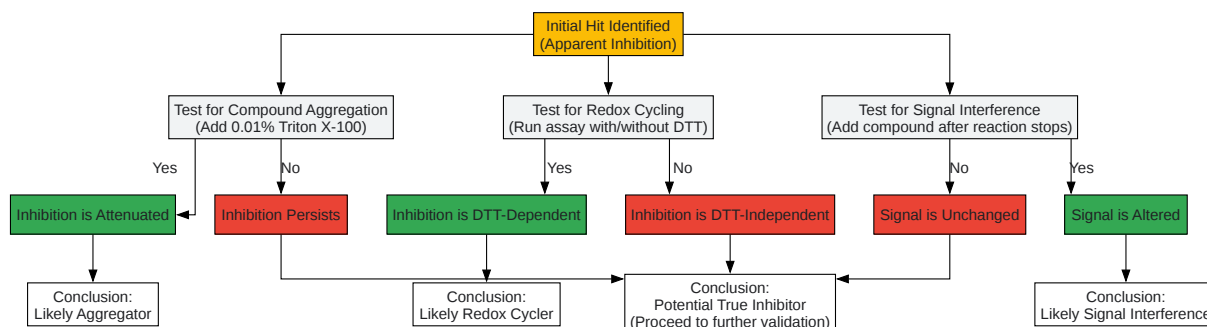 Initial Hit Identified
(Apparent Inhibition)
Test for Compound Aggregation
(Add 0.01% Triton X-100)
Test for Redox Cycling
(Run assay with/without DTT)
Test for Signal Interference
(Add compound after reaction stops)
Yes
No
Yes
No
No
Yes
Inhibition is Attenuated
Inhibition Persists
Inhibition is DTT-Dependent
Inhibition is DTT-Independent
Signal is Unchanged
Signal is Altered
Conclusion:
Likely Aggregator
Conclusion:
Likely Redox Cycler
Conclusion:
Potential True Inhibitor
(Proceed to further validation)
Conclusion:
Likely Signal Interference